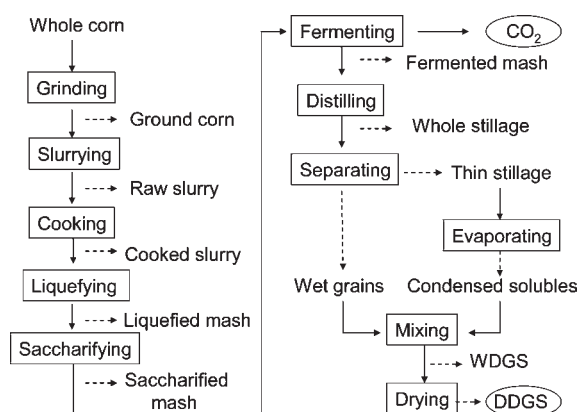 Whole corn
Grinding
Ground corn
Slurrying
Raw slurry
Cooking
Cooked slurry
Liquefying
Liquefied mash
Saccharifying
Saccharified
mash
Fermenting
CO₂
Fermented mash
Distilling
Whole stillage
Separating
Thin stillage
Evaporating
Wet grains
Condensed solubles
Mixing
WDGS
Drying
DDGS